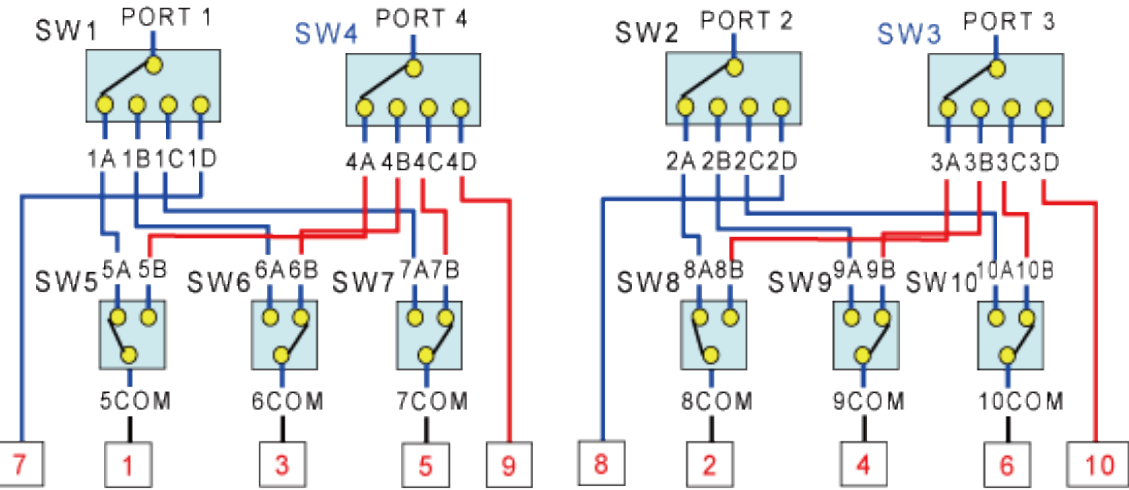 SW1 PORT 1 SW4 PORT 4 SW2 PORT 2 SW3 PORT 3
1A 1B 1C 1D 4A 4B 4C 4D 2A 2B 2C 2D 3A 3B 3C 3D
5A 5B 6A 6B 7A 7B 8A 8B 9A 9B 10A 10B
SW5 SW6 SW7 SW8 SW9 SW10
5COM 6COM 7COM 8COM 9COM 10COM
7 1 3 5 9 8 2 4 6 10